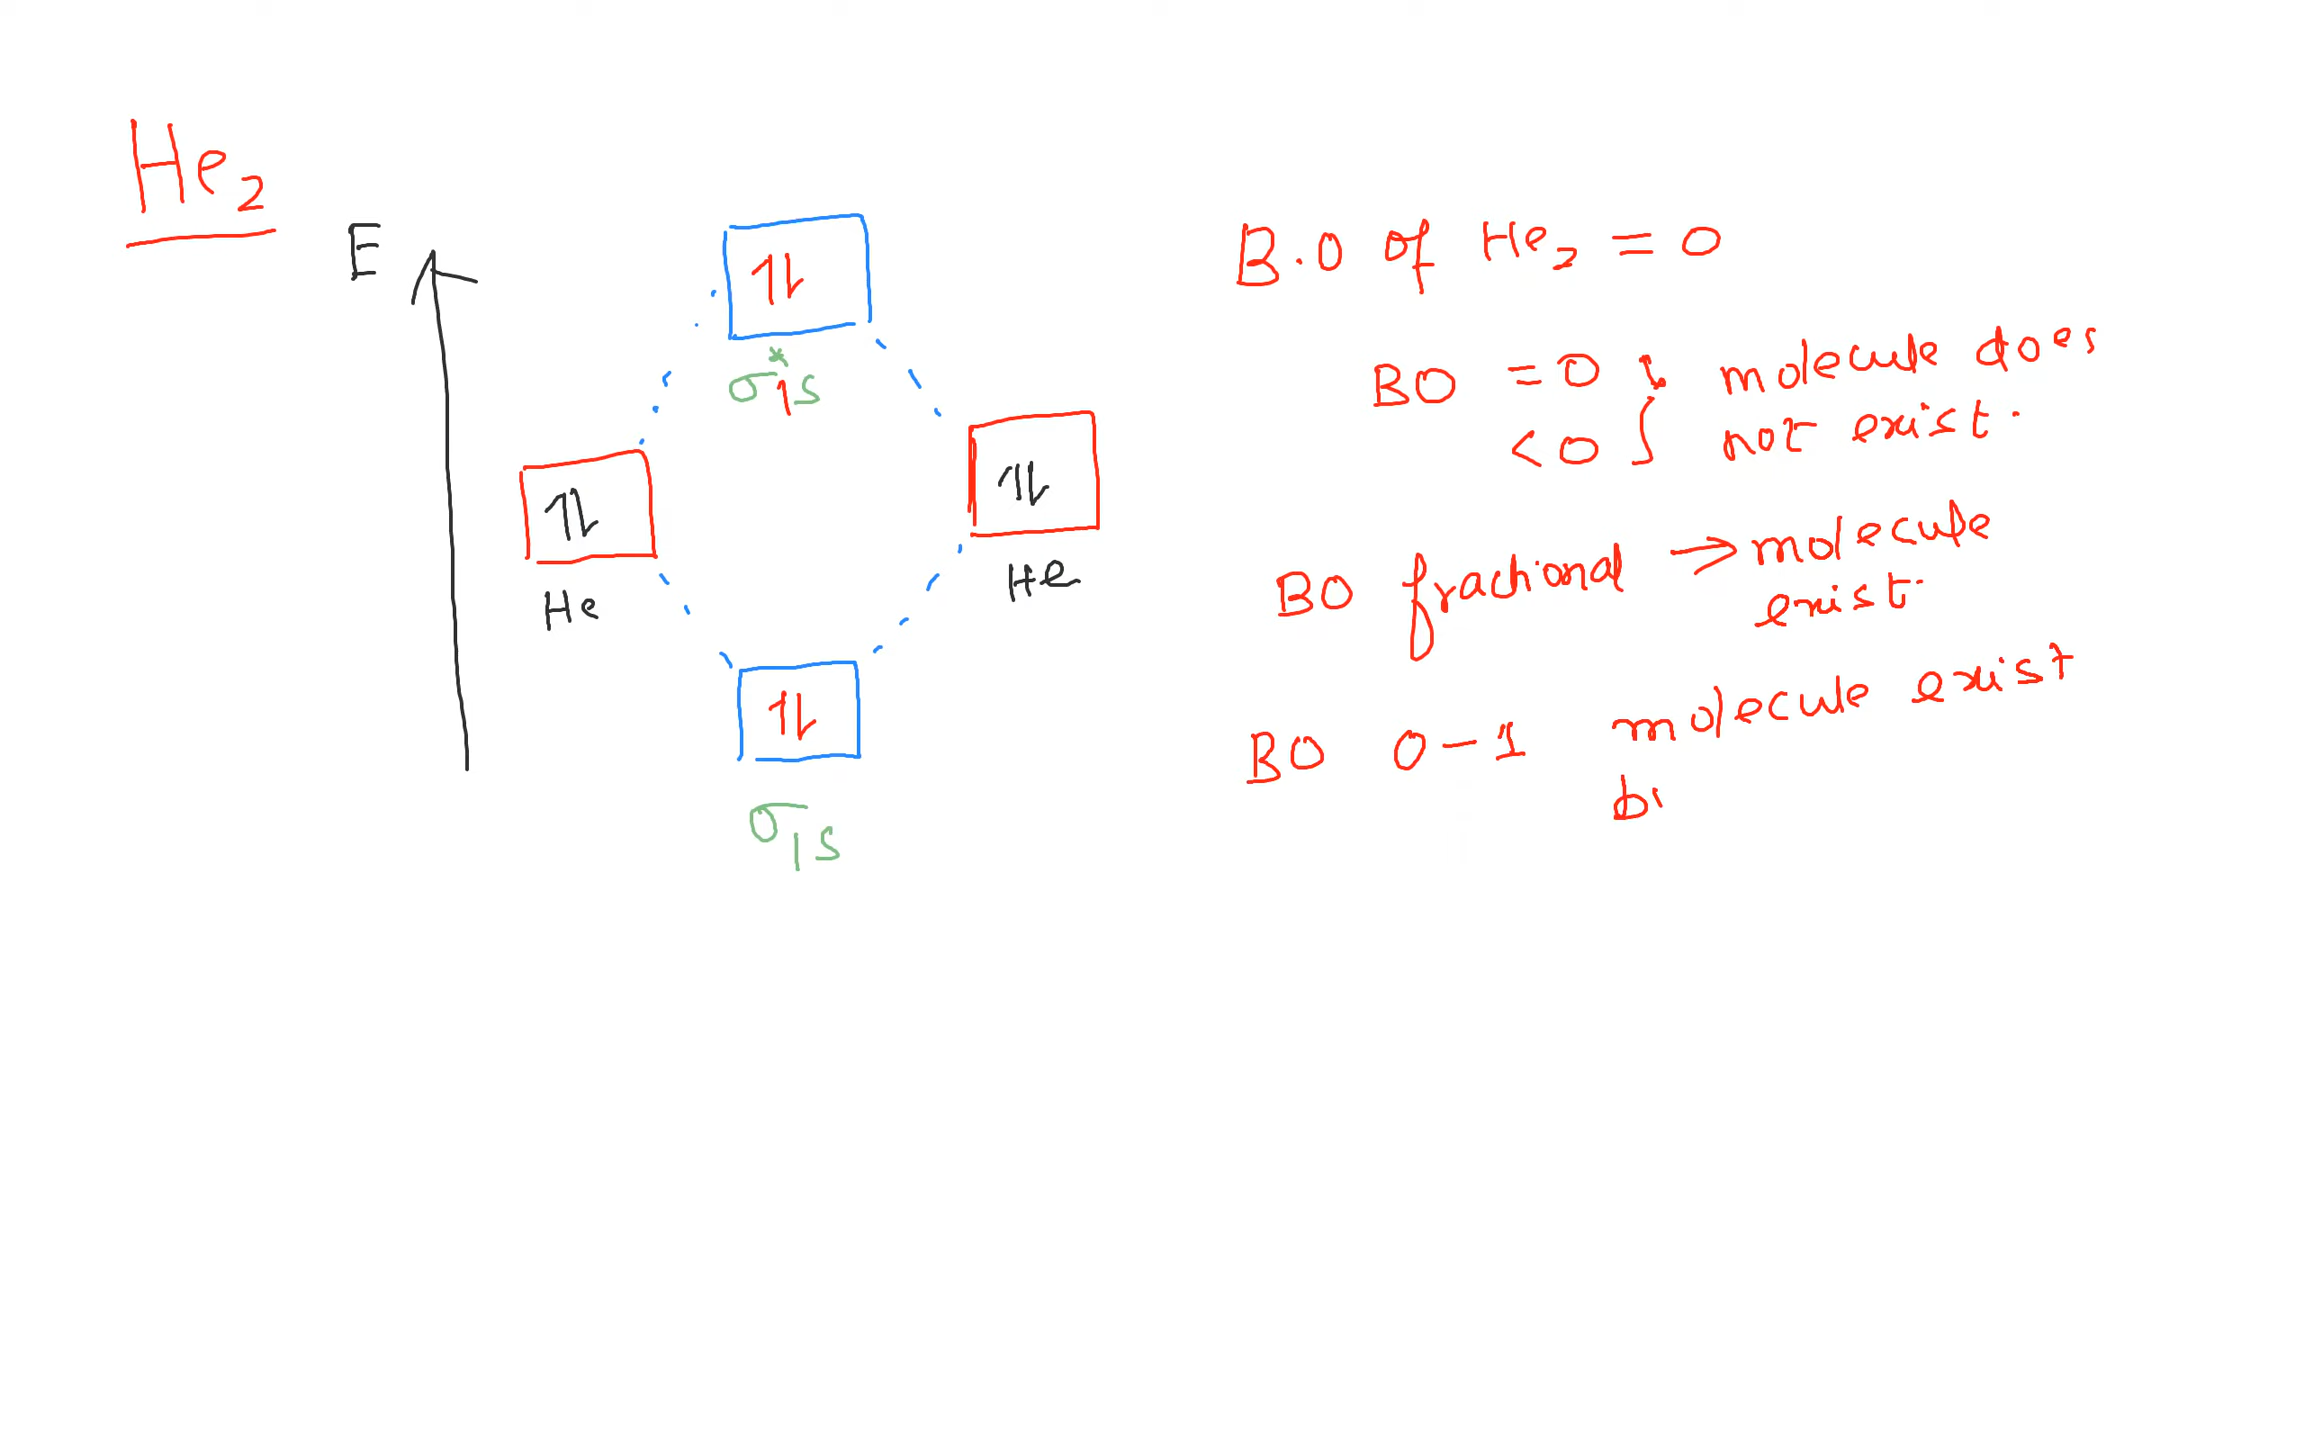 He₂
E
σ*1s
He
He
σ1s
B.O of He₂ = 0
BO = 0 } molecule does
< 0 } not exist.
BO fractional → molecule
exist.
BO 0-1 molecule exist